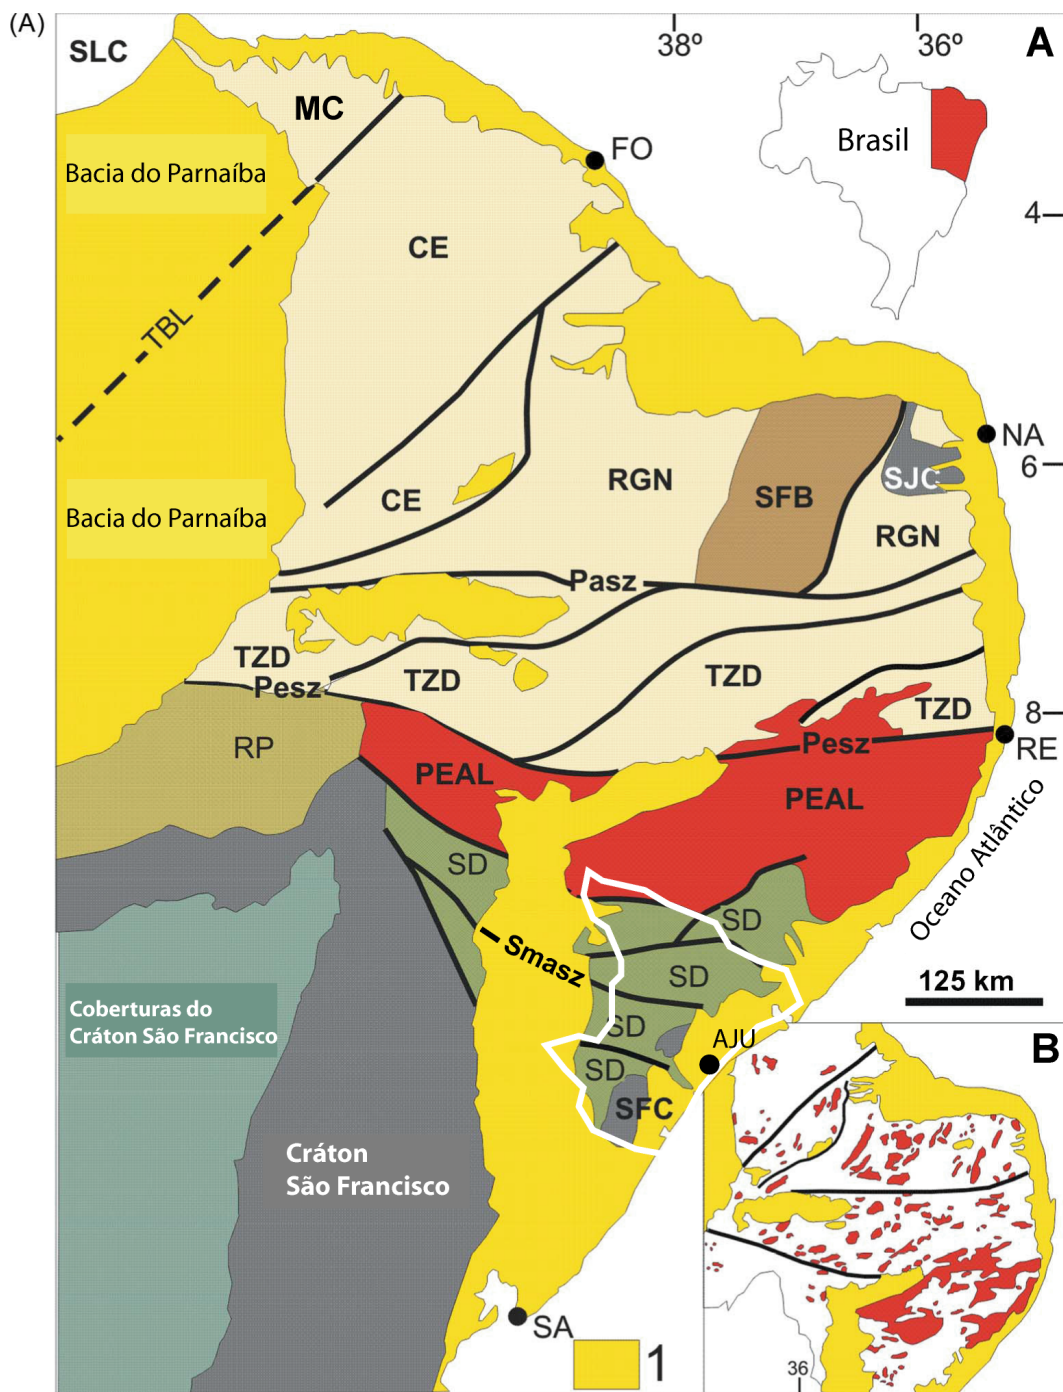 (A)
38º
36º
A
SLC
MC
FO
Brasil
Bacia do Parnaíba
4
CE
TBL
NA
6
SJC
RGN
SFB
CE
Bacia do Parnaíba
RGN
Pasz
TZD
Pesz
TZD
TZD
TZD
8
RP
Pesz
RE
PEAL
PEAL
Oceano Atlântico
SD
SD
Smasz
SD
125 km
Coberturas do
Cráton São Francisco
SD
AJU
B
SD
SFC
Cráton
São Francisco
SA
1
36